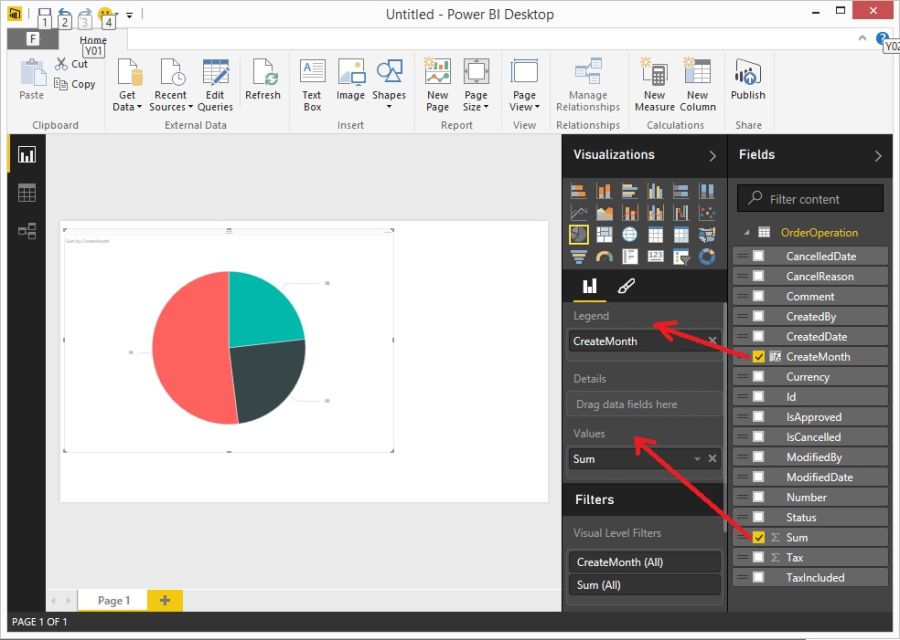 Untitled - Power BI Desktop
1 2 3 4
F
Home
Y01
Y02
Paste
Cut
Copy
Get Data
Recent Sources
Edit Queries
Refresh
Text Box
Image
Shapes
New Page
Page Size
Page View
Manage Relationships
New Measure
New Column
Publish
Clipboard
External Data
Insert
Report
View
Relationships
Calculations
Share
Sum by CreateMonth
Visualizations
123
Legend
CreateMonth
Details
Drag data fields here
Values
Sum
Filters
Visual Level Filters
CreateMonth (All)
Sum (All)
Fields
Filter content
OrderOperation
CancelledDate
CancelReason
Comment
CreatedBy
CreatedDate
CreateMonth
Currency
Id
IsApproved
IsCancelled
ModifiedBy
ModifiedDate
Number
Status
Sum
Tax
TaxIncluded
Page 1
PAGE 1 OF 1